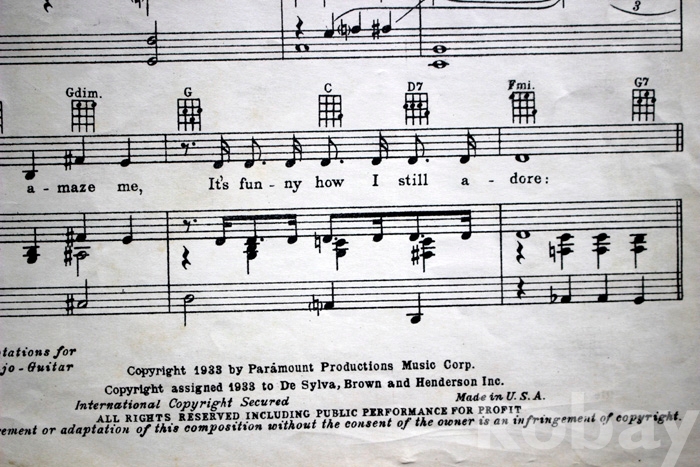 3
Gdim. G C D7 Fmi. G7
a - maze me, It's fun - ny how I still a - dore:
tations for
jo - Guitar
Copyright 1933 by Paramount Productions Music Corp.
Copyright assigned 1933 to De Sylva, Brown and Henderson Inc.
International Copyright Secured Made in U.S.A.
ALL RIGHTS RESERVED INCLUDING PUBLIC PERFORMANCE FOR PROFIT
ement or adaptation of this composition without the consent of the owner is an infringement of copyright.
kobay